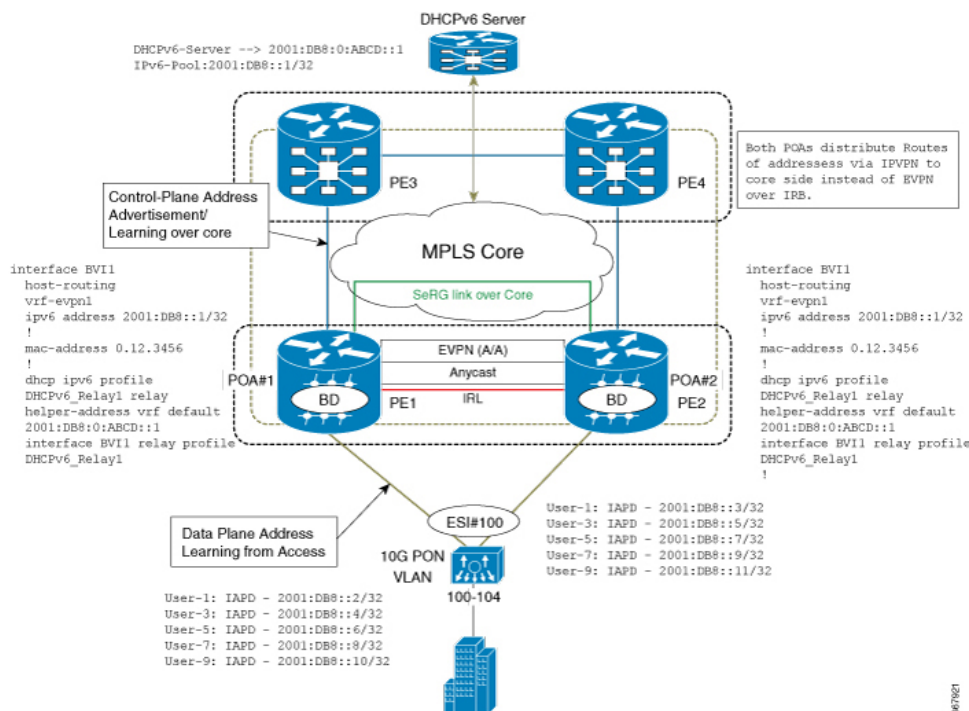 DHCPv6 Server
DHCPv6-Server --> 2001:DB8:0:ABCD::1
IPv6-Pool:2001:DB8::1/32
PE3
PE4
Both POAs distribute Routes
of addressess via IPVPN to
core side instead of EVPN
over IRB.
Control-Plane Address
Advertisement/
Learning over core
MPLS Core
SeRG link over Core
interface BVI1
host-routing
vrf-evpn1
ipv6 address 2001:DB8::1/32
!
mac-address 0.12.3456
!
dhcp ipv6 profile
DHCPv6_Relay1 relay
helper-address vrf default
2001:DB8:0:ABCD::1
interface BVI1 relay profile
DHCPv6_Relay1
EVPN (A/A)
Anycast
IRL
POA#1
BD
PE1
POA#2
BD
PE2
interface BVI1
host-routing
vrf-evpn1
ipv6 address 2001:DB8::1/32
!
mac-address 0.12.3456
!
dhcp ipv6 profile
DHCPv6_Relay1 relay
helper-address vrf default
2001:DB8:0:ABCD::1
interface BVI1 relay profile
DHCPv6_Relay1
!
Data Plane Address
Learning from Access
ESI#100
10G PON
VLAN
100-104
User-1: IAPD - 2001:DB8::3/32
User-3: IAPD - 2001:DB8::5/32
User-5: IAPD - 2001:DB8::7/32
User-7: IAPD - 2001:DB8::9/32
User-9: IAPD - 2001:DB8::11/32
User-1: IAPD - 2001:DB8::2/32
User-3: IAPD - 2001:DB8::4/32
User-5: IAPD - 2001:DB8::6/32
User-7: IAPD - 2001:DB8::8/32
User-9: IAPD - 2001:DB8::10/32